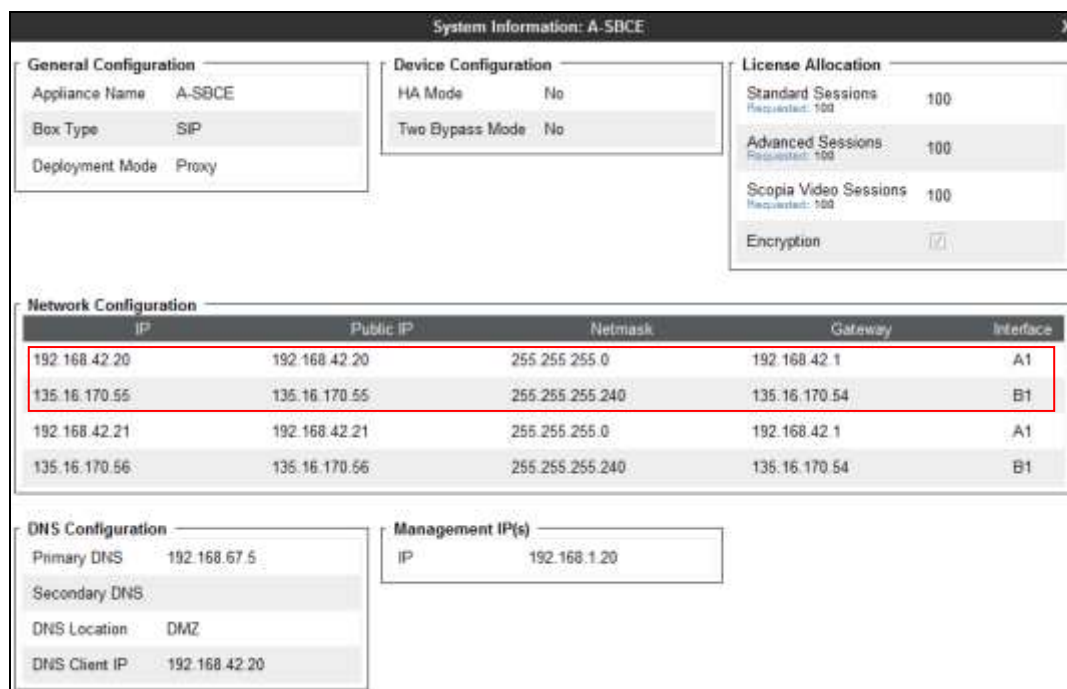 System Information: A-SBCE X
General Configuration
Appliance Name A-SBCE
Box Type SIP
Deployment Mode Proxy
Device Configuration
HA Mode No
Two Bypass Mode No
License Allocation
Standard Sessions 100
Requested: 100
Advanced Sessions 100
Requested: 100
Scopia Video Sessions 100
Requested: 100
Encryption
Network Configuration
IP Public IP Netmask Gateway Interface
192.168.42.20 192.168.42.20 255.255.255.0 192.168.42.1 A1
135.16.170.55 135.16.170.55 255.255.255.240 135.16.170.54 B1
192.168.42.21 192.168.42.21 255.255.255.0 192.168.42.1 A1
135.16.170.56 135.16.170.56 255.255.255.240 135.16.170.54 B1
DNS Configuration
Primary DNS 192.168.67.5
Secondary DNS
DNS Location DMZ
DNS Client IP 192.168.42.20
Management IP(s)
IP 192.168.1.20